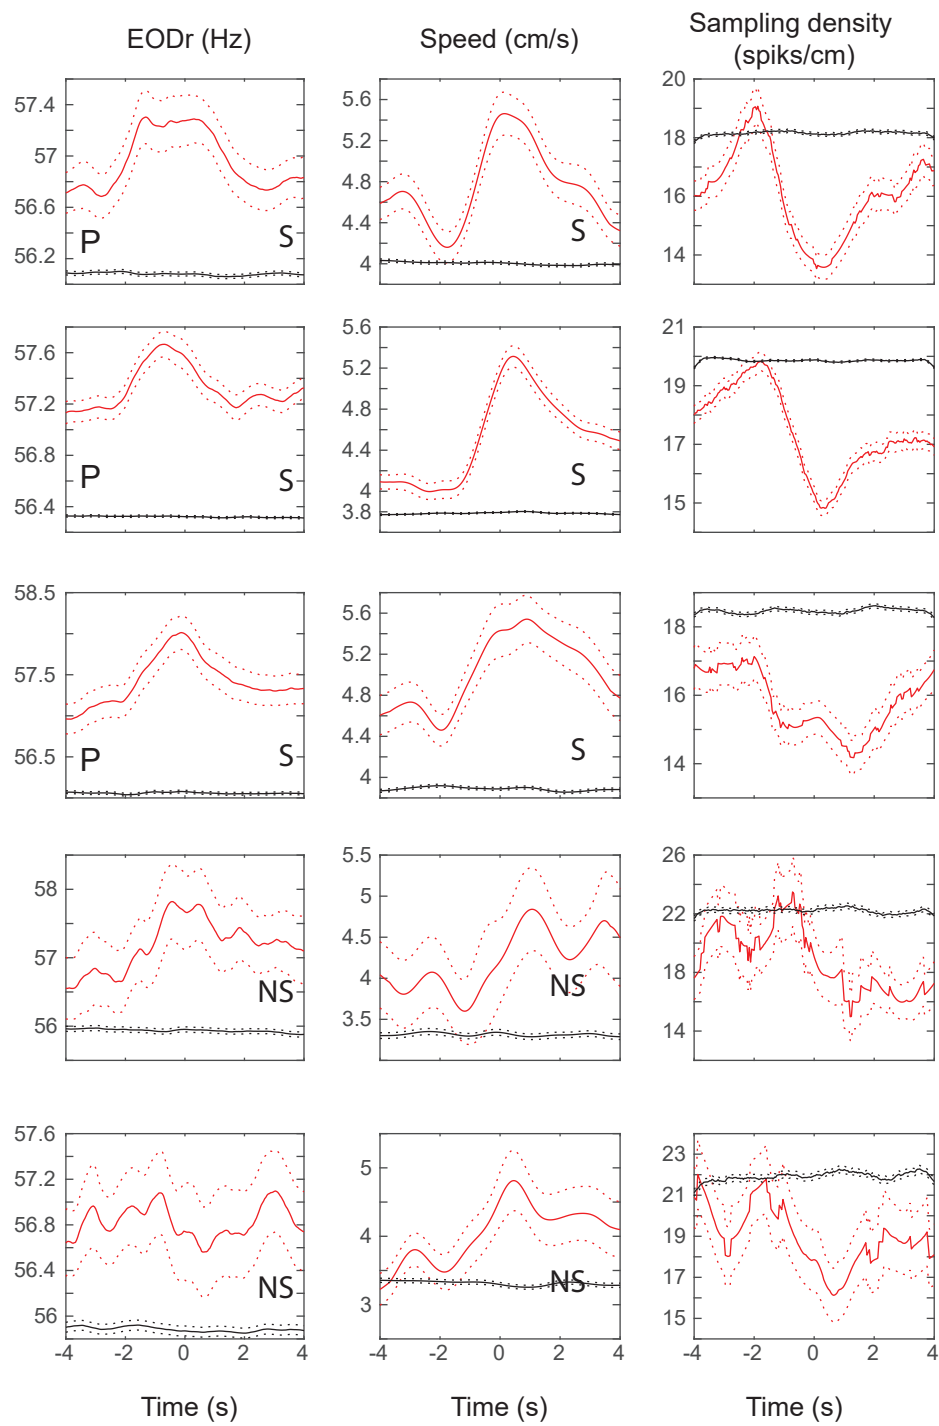 EODr (Hz)
Speed (cm/s)
Sampling density
(spiks/cm)
57.4
57
56.6
56.2
P
S
5.6
5.2
4.8
4.4
4
S
20
18
16
14
57.6
57.2
56.8
56.4
P
S
5.6
5.2
4.8
4.4
4
3.8
S
21
19
17
15
58.5
57.5
56.5
P
S
5.6
5.2
4.8
4.4
4
S
18
16
14
58
57
56
NS
5.5
5
4.5
4
3.5
NS
26
22
18
14
57.6
57.2
56.8
56.4
56
NS
5
4
3
NS
23
21
19
17
15
-4 -2 0 2 4
-4 -2 0 2 4
-4 -2 0 2 4
Time (s)
Time (s)
Time (s)